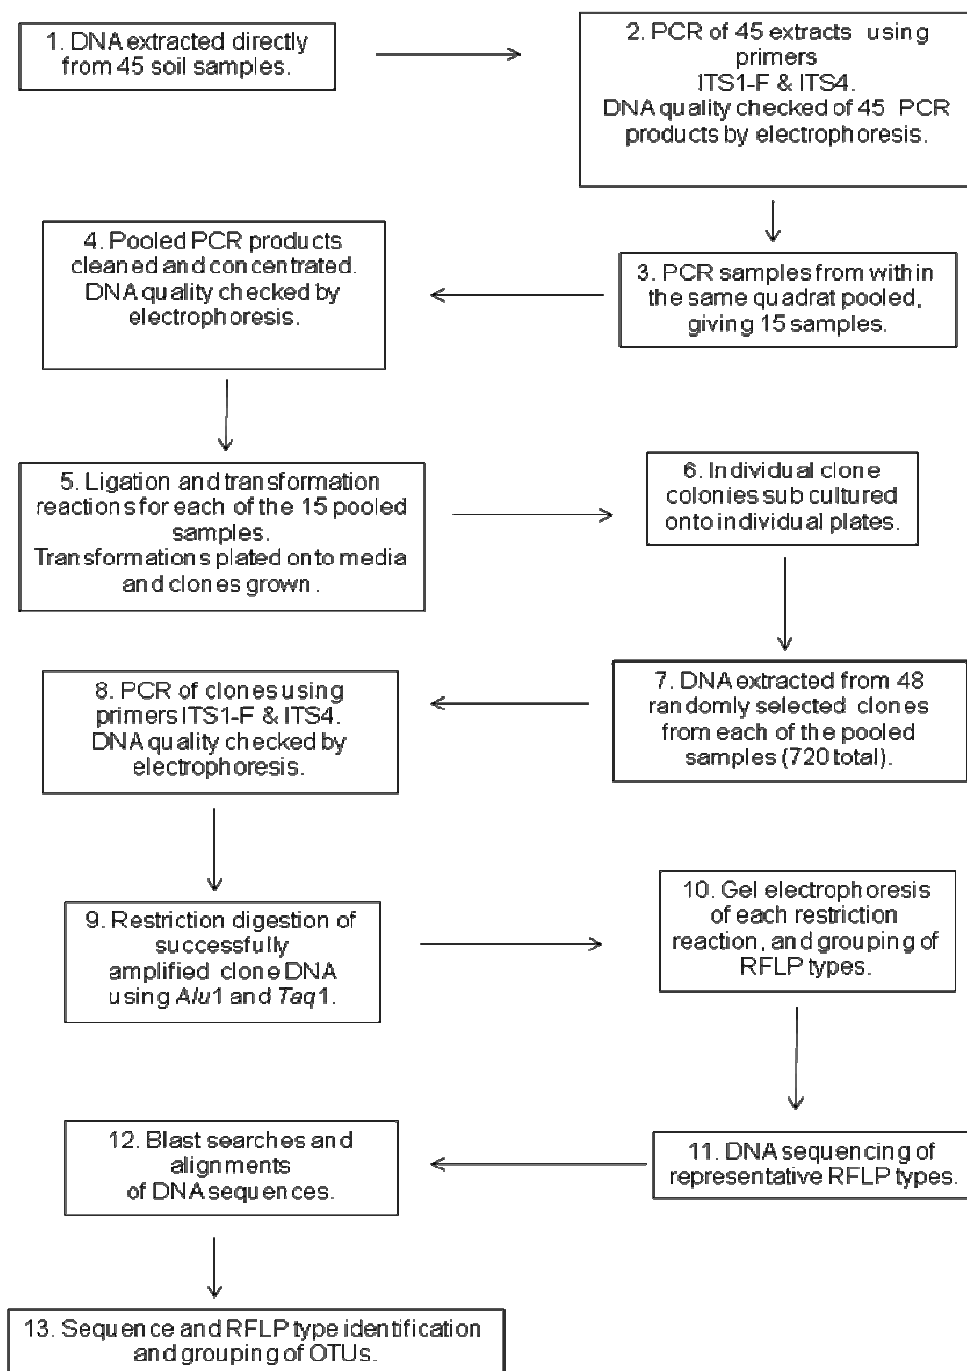 1. DNA extracted directly
from 45 soil samples.
2. PCR of 45 extracts using
primers
ITS1-F & ITS4.
DNA quality checked of 45 PCR
products by electrophoresis.
3. PCR samples from within
the same quadrat pooled,
giving 15 samples.
4. Pooled PCR products
cleaned and concentrated.
DNA quality checked by
electrophoresis.
5. Ligation and transformation
reactions for each of the 15 pooled
samples.
Transformations plated onto media
and clones grown.
6. Individual clone
colonies sub cultured
onto individual plates.
7. DNA extracted from 48
randomly selected clones
from each of the pooled
samples (720 total).
8. PCR of clones using
primers ITS1-F & ITS4.
DNA quality checked by
electrophoresis.
9. Restriction digestion of
successfully
amplified clone DNA
using Alu1 and Taq1.
10. Gel electrophoresis
of each restriction
reaction, and grouping of
RFLP types.
11. DNA sequencing of
representative RFLP types.
12. Blast searches and
alignments
of DNA sequences.
13. Sequence and RFLP type identification
and grouping of OTUs.